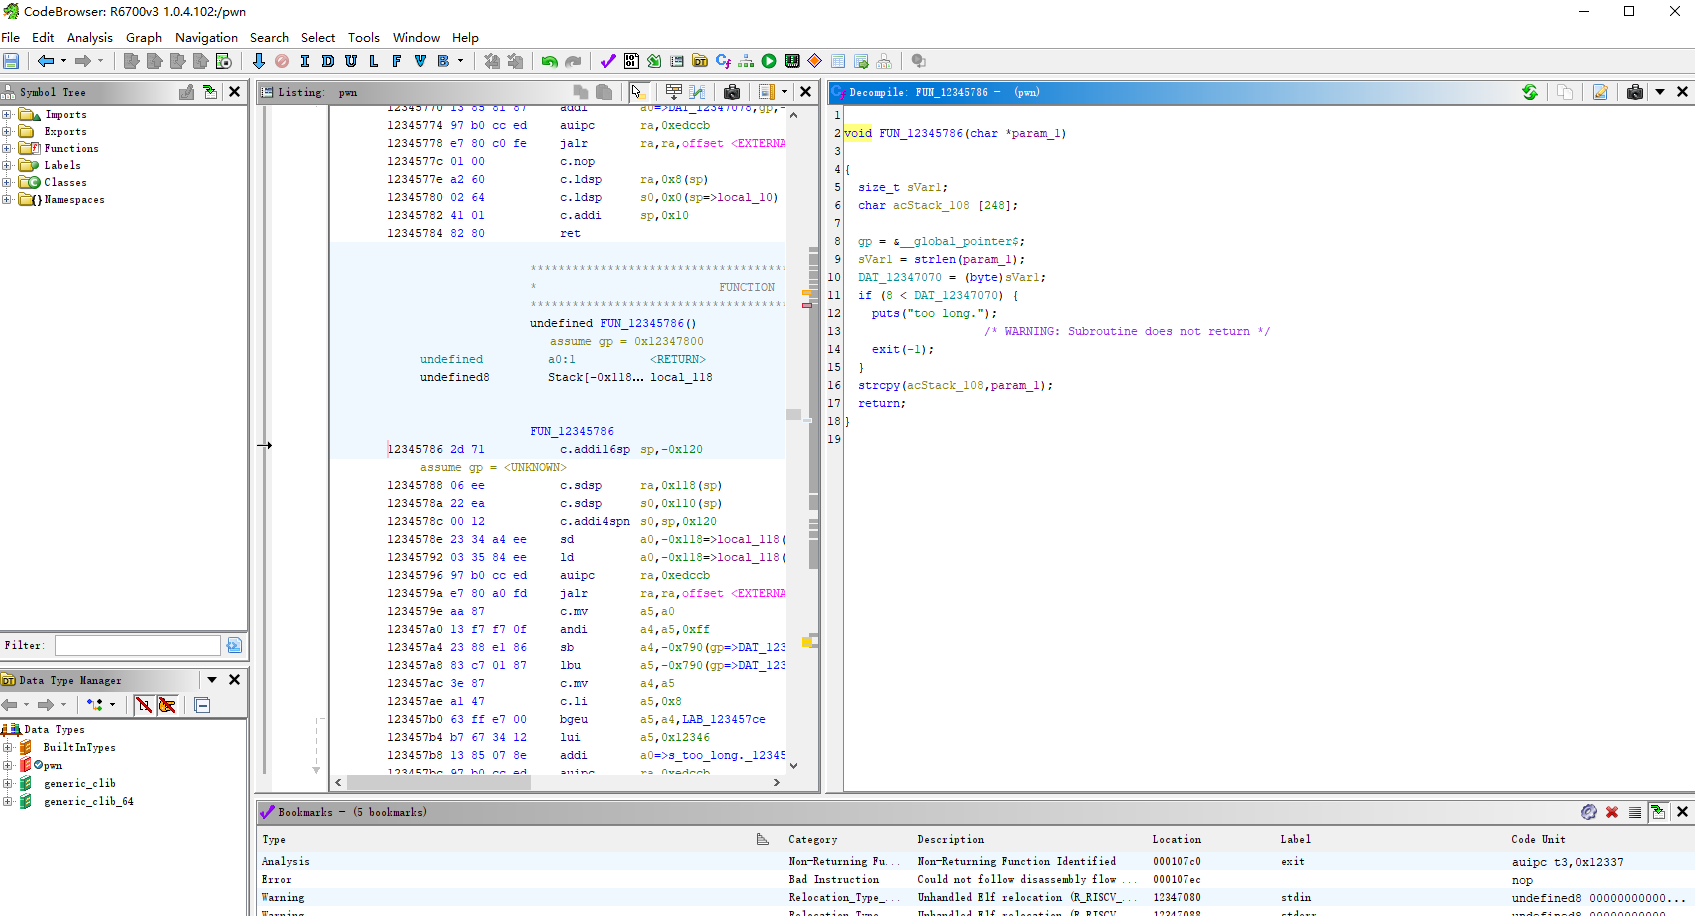 CodeBrowser: R6700v3 1.0.4.102:/pwn
File Edit Analysis Graph Navigation Search Select Tools Window Help
I D U L F V B
Symbol Tree
Imports
Exports
Functions
Labels
Classes
Namespaces
Filter:
Data Type Manager
Data Types
BuiltInTypes
pwn
generic_clib
generic_clib_64
Listing: pwn
12345770 13 85 81 87 addi a0=>DAT_12347078,gp,-
12345774 97 b0 cc ed auipc ra,0xedccb
12345778 e7 80 c0 fe jalr ra,ra,offset <EXTERNA
1234577c 01 00 c.nop
1234577e a2 60 c.ldsp ra,0x8(sp)
12345780 02 64 c.ldsp s0,0x0(sp=>local_10)
12345782 41 01 c.addi sp,0x10
12345784 82 80 ret
************************************
* FUNCTION
************************************
undefined FUN_12345786()
assume gp = 0x12347800
undefined a0:1 <RETURN>
undefined8 Stack[-0x118... local_118
FUN_12345786
12345786 2d 71 c.addi16sp sp,-0x120
assume gp = <UNKNOWN>
12345788 06 ee c.sdsp ra,0x118(sp)
1234578a 22 ea c.sdsp s0,0x110(sp)
1234578c 00 12 c.addi4spn s0,sp,0x120
1234578e 23 34 a4 ee sd a0,-0x118=>local_118(
12345792 03 35 84 ee ld a0,-0x118=>local_118(
12345796 97 b0 cc ed auipc ra,0xedccb
1234579a e7 80 a0 fd jalr ra,ra,offset <EXTERNA
1234579e aa 87 c.mv a5,a0
123457a0 13 f7 f7 0f andi a4,a5,0xff
123457a4 23 88 e1 86 sb a4,-0x790(gp=>DAT_123
123457a8 83 c7 01 87 lbu a5,-0x790(gp=>DAT_123
123457ac 3e 87 c.mv a4,a5
123457ae a1 47 c.li a5,0x8
123457b0 63 ff e7 00 bgeu a5,a4,LAB_123457ce
123457b4 b7 67 34 12 lui a5,0x12346
123457b8 13 85 07 8e addi a0=>s_too_long._12345
123457bc 97 b0 cc ed auipc ra,0xedccb
Decompile: FUN_12345786 - (pwn)
1
2 void FUN_12345786(char *param_1)
3
4 {
5 size_t sVar1;
6 char acStack_108 [248];
7
8 gp = &__global_pointer$;
9 sVar1 = strlen(param_1);
10 DAT_12347070 = (byte)sVar1;
11 if (8 < DAT_12347070) {
12 puts("too long.");
13 /* WARNING: Subroutine does not return */
14 exit(-1);
15 }
16 strcpy(acStack_108,param_1);
17 return;
18 }
19
Bookmarks - (5 bookmarks)
Type Category Description Location Label Code Unit
Analysis Non-Returning Fu... Non-Returning Function Identified 000107c0 exit auipc t3,0x12337
Error Bad Instruction Could not follow disassembly flow ... 000107ec nop
Warning Relocation_Type_... Unhandled Elf relocation (R_RISCV_... 12347080 stdin undefined8 00000000000...
Warning Relocation_Type_... Unhandled Elf relocation (R_RISCV_... 12347088 stderr undefined8 00000000000...